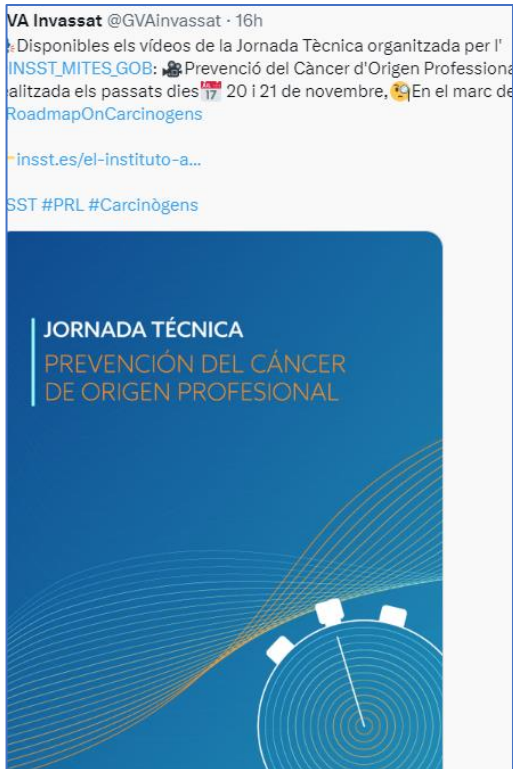 VA Invassat @GVAinvassat · 16h
Disponibles els vídeos de la Jornada Tècnica organitzada per l'
INSST_MITES_GOB: 🎥Prevenció del Càncer d'Origen Professiona
alitzada els passats dies📅 20 i 21 de novembre,🧐En el marc de
RoadmapOnCarcinogens
insst.es/el-instituto-a...
SST #PRL #Carcinògens
JORNADA TÉCNICA
PREVENCIÓN DEL CÁNCER
DE ORIGEN PROFESIONAL